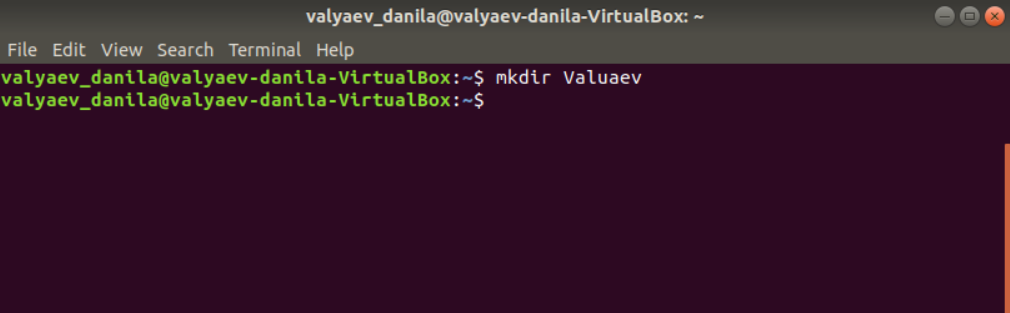 valyaev_danila@valyaev-danila-VirtualBox: ~
File Edit View Search Terminal Help
valyaev_danila@valyaev-danila-VirtualBox:~$ mkdir Valuaev
valyaev_danila@valyaev-danila-VirtualBox:~$